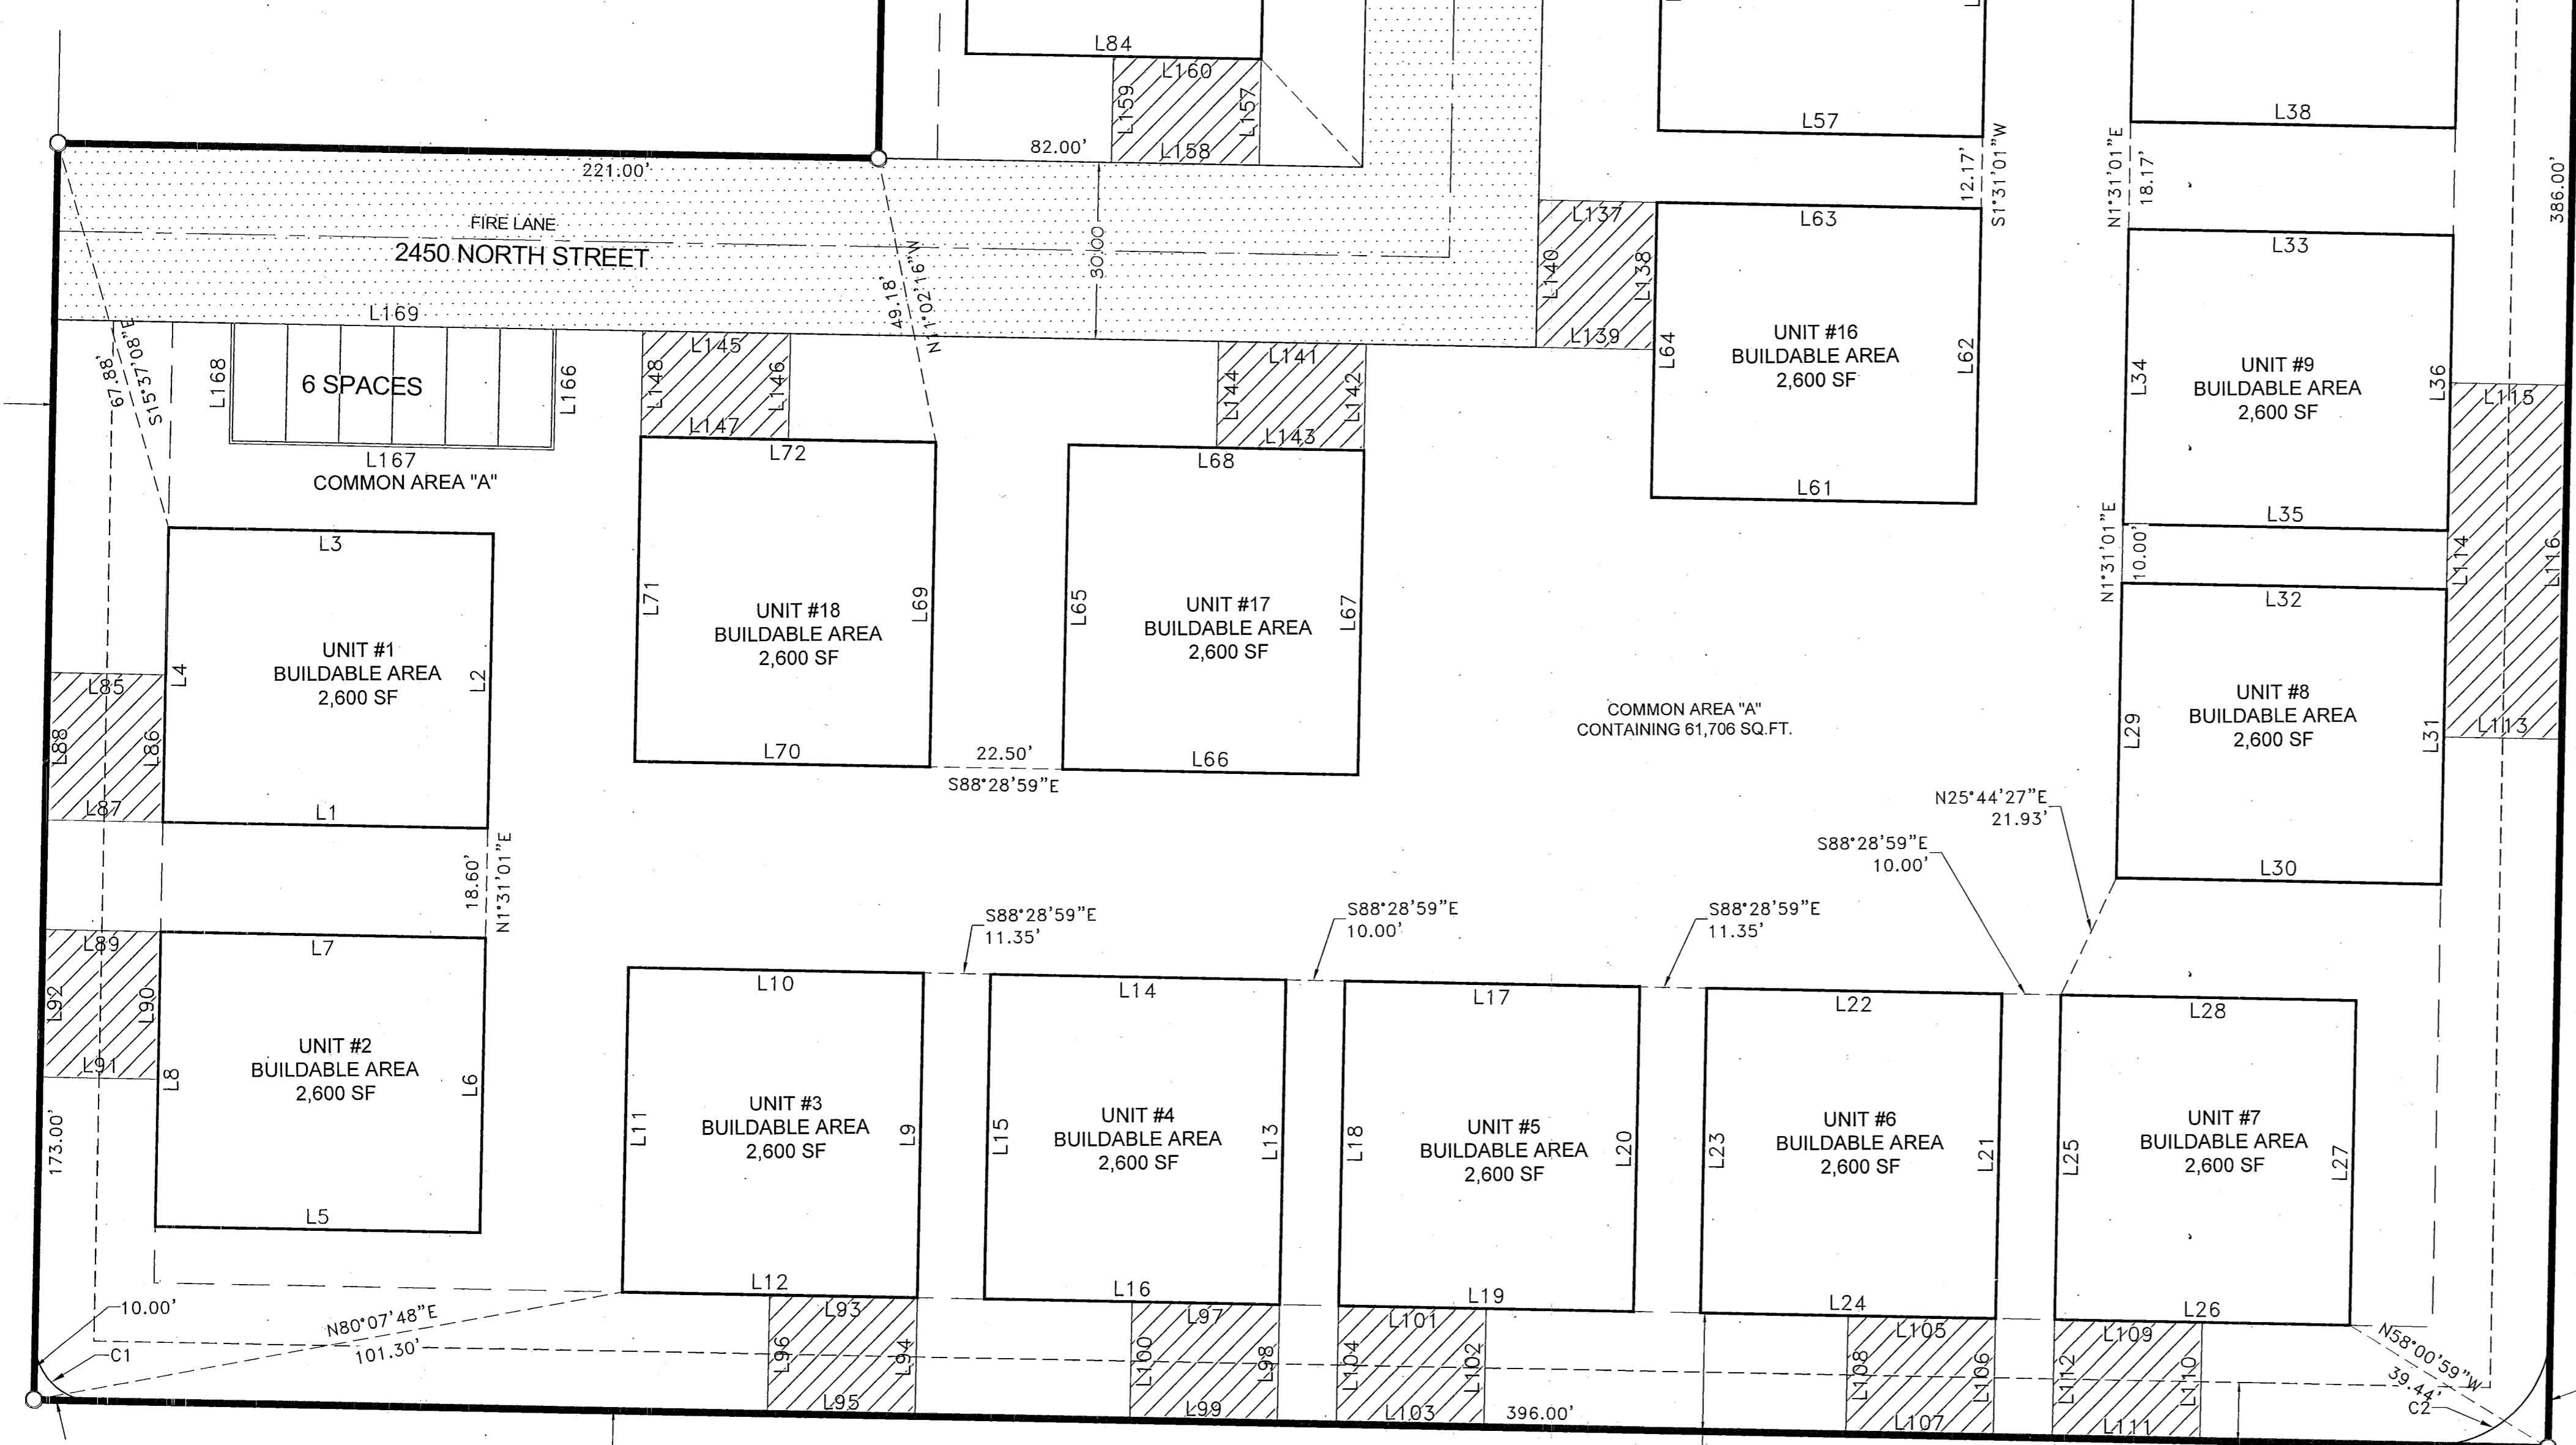 L84
L160
L159
L157
L158
82.00'
221.00'
L57
L38
12.17'
S1°31'01"W
N1°31'01"E
18.17'
386.00'
FIRE LANE
2450 NORTH STREET
30.00
49.18'
N11°02'16"W
L137
L140
L138
L139
L63
L64
L62
UNIT #16
BUILDABLE AREA
2,600 SF
L61
L33
L34
L36
UNIT #9
BUILDABLE AREA
2,600 SF
L35
L115
L114
L116
L113
L169
67.88'
S15°37'08"E
L168
6 SPACES
L166
L167
COMMON AREA "A"
L145
L148
L146
L147
L141
L144
L142
L143
L72
L71
L69
UNIT #18
BUILDABLE AREA
2,600 SF
L70
L68
L65
L67
UNIT #17
BUILDABLE AREA
2,600 SF
L66
22.50'
S88°28'59"E
L3
L4
L2
UNIT #1
BUILDABLE AREA
2,600 SF
L1
L85
L88
L86
L87
N1°31'01"E
10.00'
L32
L29
L31
UNIT #8
BUILDABLE AREA
2,600 SF
L30
COMMON AREA "A"
CONTAINING 61,706 SQ.FT.
N25°44'27"E
21.93'
S88°28'59"E
10.00'
18.60'
N1°31'01"E
S88°28'59"E
11.35'
S88°28'59"E
10.00'
S88°28'59"E
11.35'
L89
L92
L90
L91
L7
L8
L6
UNIT #2
BUILDABLE AREA
2,600 SF
L5
173.00'
L10
L11
L9
UNIT #3
BUILDABLE AREA
2,600 SF
L12
L14
L15
L13
UNIT #4
BUILDABLE AREA
2,600 SF
L16
L17
L18
L20
UNIT #5
BUILDABLE AREA
2,600 SF
L19
L22
L23
L21
UNIT #6
BUILDABLE AREA
2,600 SF
L24
L28
L25
L27
UNIT #7
BUILDABLE AREA
2,600 SF
L26
10.00'
C1
N80°07'48"E
101.30'
L93
L96
L94
L95
L97
L100
L98
L99
L101
L104
L102
L103
396.00'
L105
L108
L106
L107
L109
L112
L110
L111
N58°00'59"W
39.44'
C2